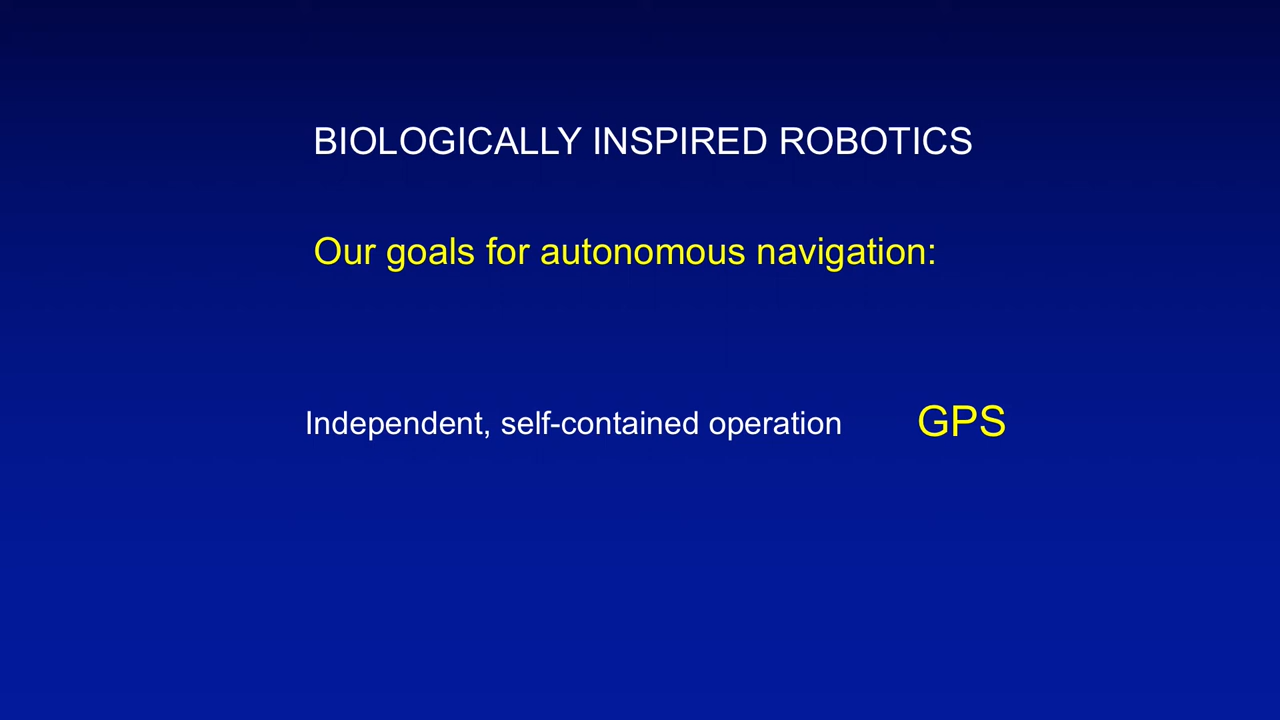 BIOLOGICALLY INSPIRED ROBOTICS
Our goals for autonomous navigation:
Independent, self-contained operation GPS